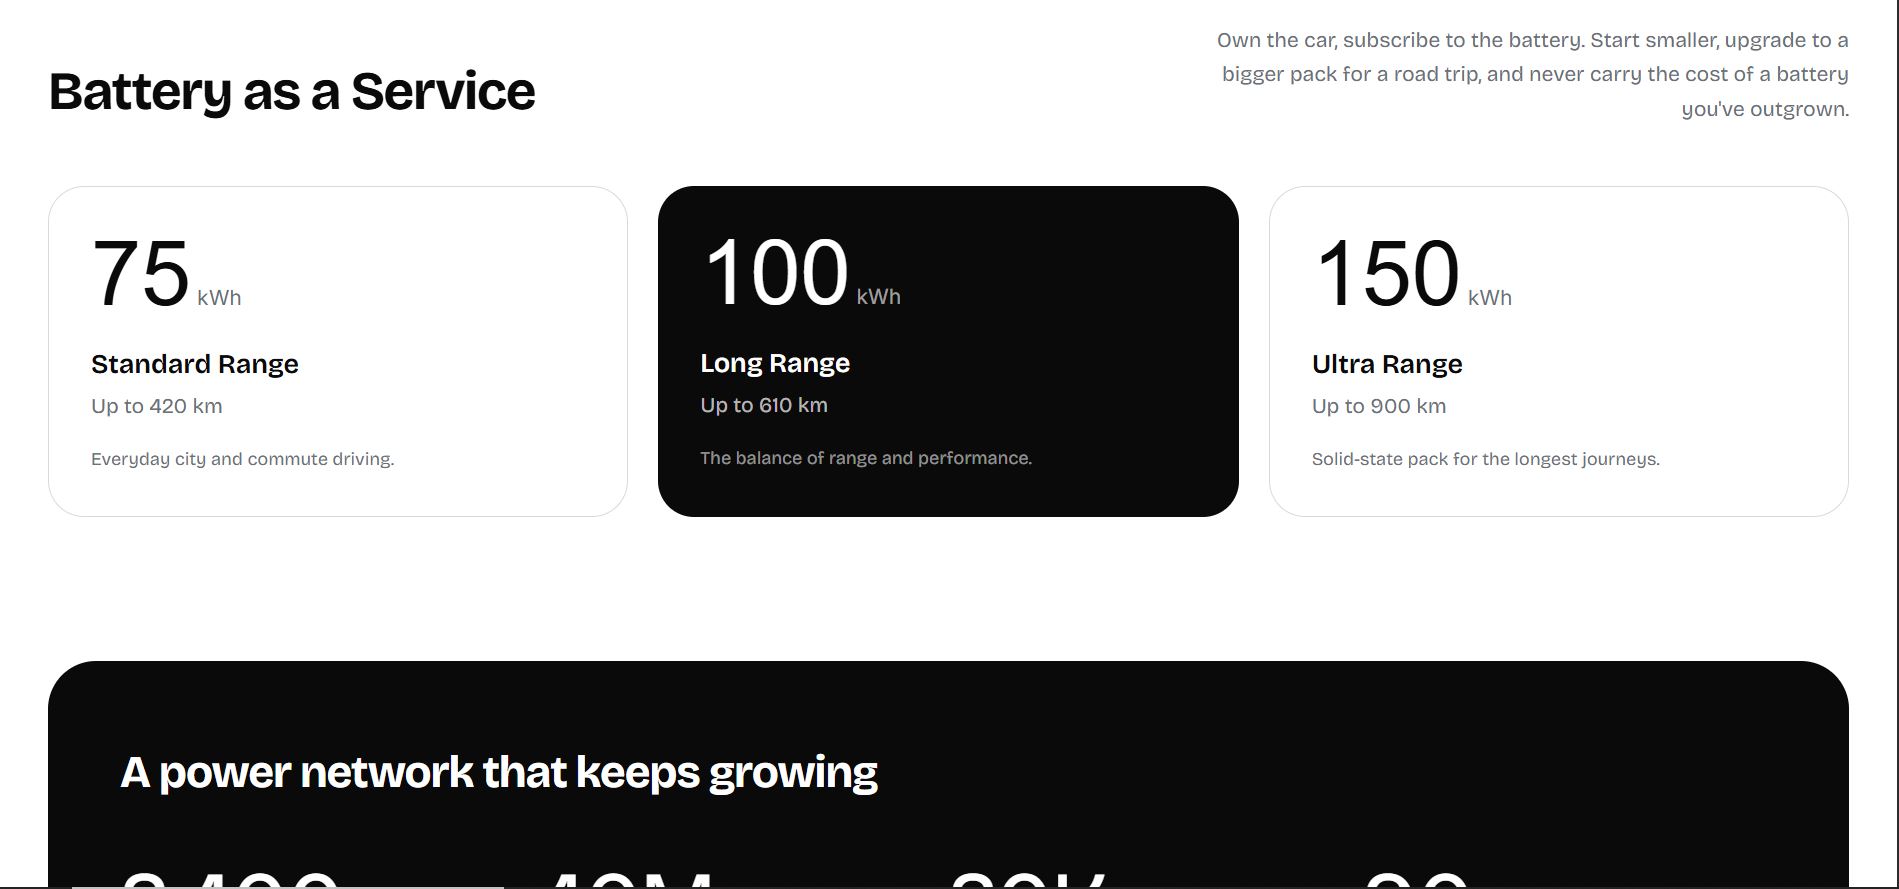 Own the car, subscribe to the battery. Start smaller, upgrade to a
bigger pack for a road trip, and never carry the cost of a battery
you've outgrown.
Battery as a Service
75 kWh
Standard Range
Up to 420 km
Everyday city and commute driving.
100 kWh
Long Range
Up to 610 km
The balance of range and performance.
150 kWh
Ultra Range
Up to 900 km
Solid-state pack for the longest journeys.
A power network that keeps growing